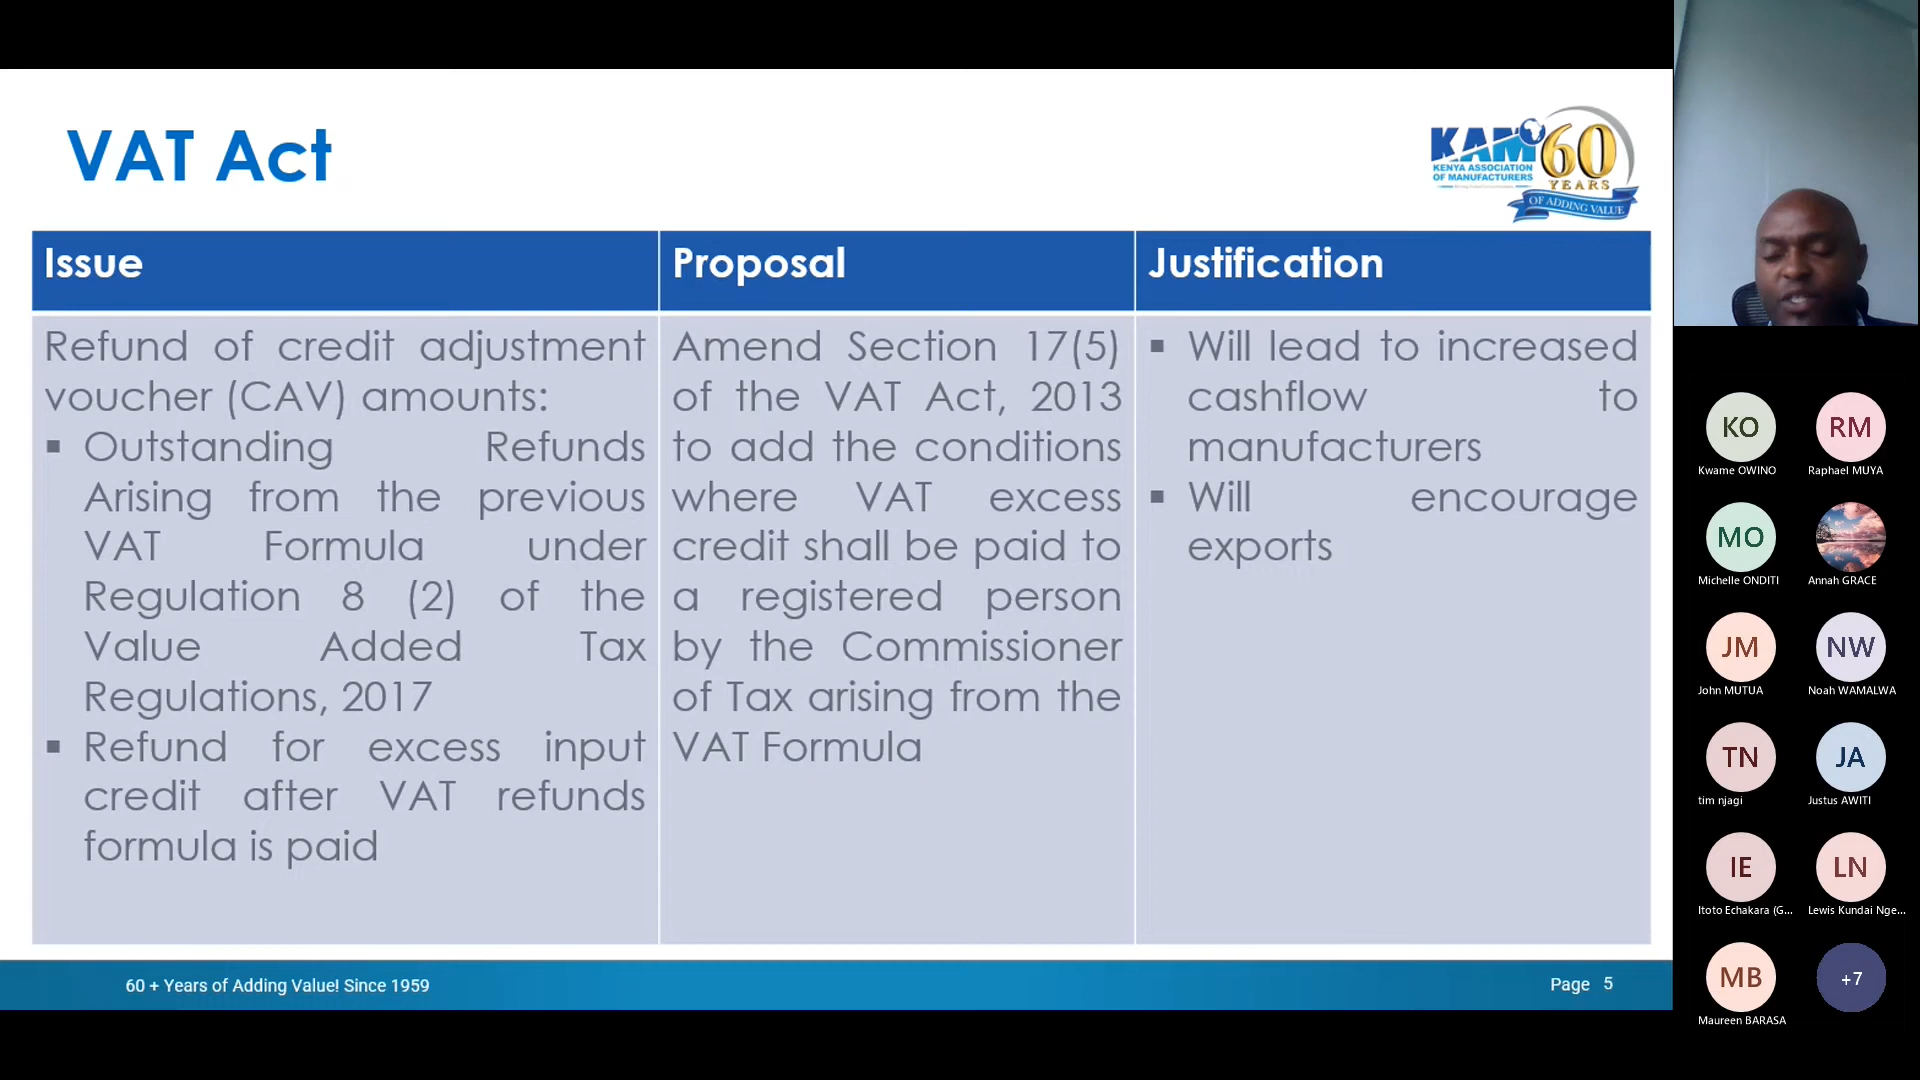 VAT Act
KAM
KENYA ASSOCIATION
OF MANUFACTURERS
60
YEARS
OF ADDING VALUE
Issue
Proposal
Justification
Refund of credit adjustment
voucher (CAV) amounts:
▪ Outstanding Refunds
Arising from the previous
VAT Formula under
Regulation 8 (2) of the
Value Added Tax
Regulations, 2017
▪ Refund for excess input
credit after VAT refunds
formula is paid
Amend Section 17(5)
of the VAT Act, 2013
to add the conditions
where VAT excess
credit shall be paid to
a registered person
by the Commissioner
of Tax arising from the
VAT Formula
▪ Will lead to increased
cashflow to
manufacturers
▪ Will encourage
exports
60 + Years of Adding Value! Since 1959
Page 5
KO
Kwame OWINO
RM
Raphael MUYA
MO
Michelle ONDITI
Annah GRACE
JM
John MUTUA
NW
Noah WAMALWA
TN
tim njagi
JA
Justus AWITI
IE
Itoto Echakara (G...
LN
Lewis Kundai Nge...
MB
Maureen BARASA
+7